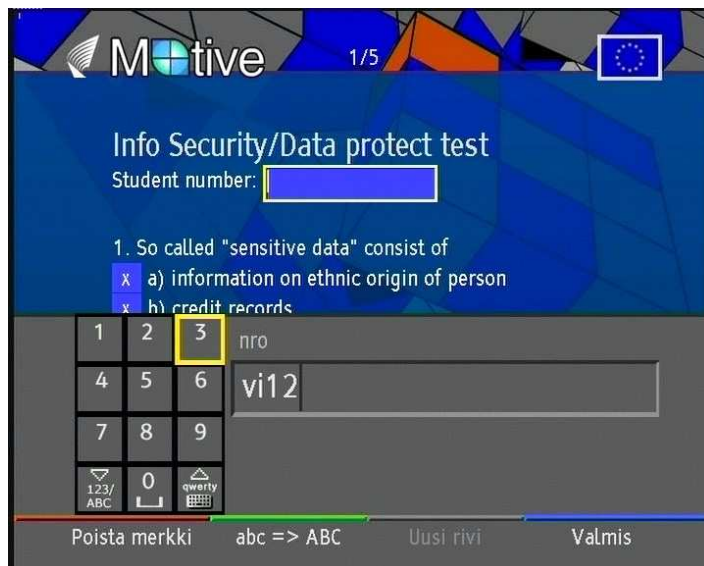 Motive
1/5
Info Security/Data protect test
Student number:
1. So called "sensitive data" consist of
x a) information on ethnic origin of person
x b) credit records
1 2 3
nro
4 5 6
vi12
7 8 9
123/ABC 0 qwerty
Poista merkki abc => ABC Uusi rivi Valmis